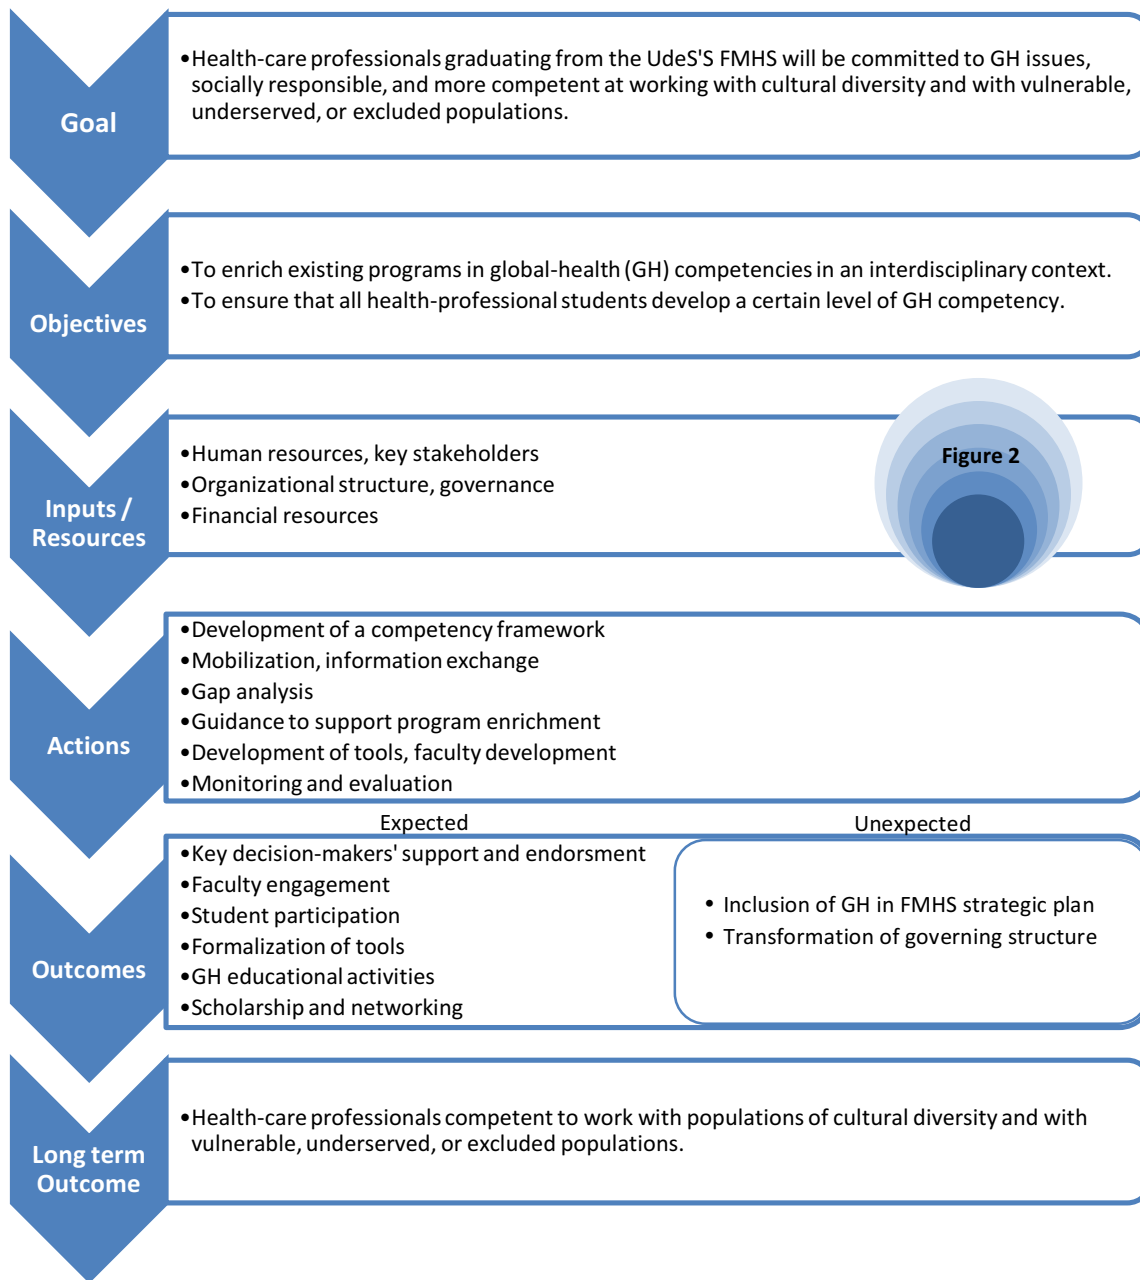 Goal
•Health-care professionals graduating from the UdeS'S FMHS will be committed to GH issues,
socially responsible, and more competent at working with cultural diversity and with vulnerable,
underserved, or excluded populations.
Objectives
•To enrich existing programs in global-health (GH) competencies in an interdisciplinary context.
•To ensure that all health-professional students develop a certain level of GH competency.
Inputs /
Resources
•Human resources, key stakeholders
•Organizational structure, governance
•Financial resources
Figure 2
Actions
•Development of a competency framework
•Mobilization, information exchange
•Gap analysis
•Guidance to support program enrichment
•Development of tools, faculty development
•Monitoring and evaluation
Outcomes
Expected
•Key decision-makers' support and endorsment
•Faculty engagement
•Student participation
•Formalization of tools
•GH educational activities
•Scholarship and networking
Unexpected
• Inclusion of GH in FMHS strategic plan
• Transformation of governing structure
Long term
Outcome
•Health-care professionals competent to work with populations of cultural diversity and with
vulnerable, underserved, or excluded populations.